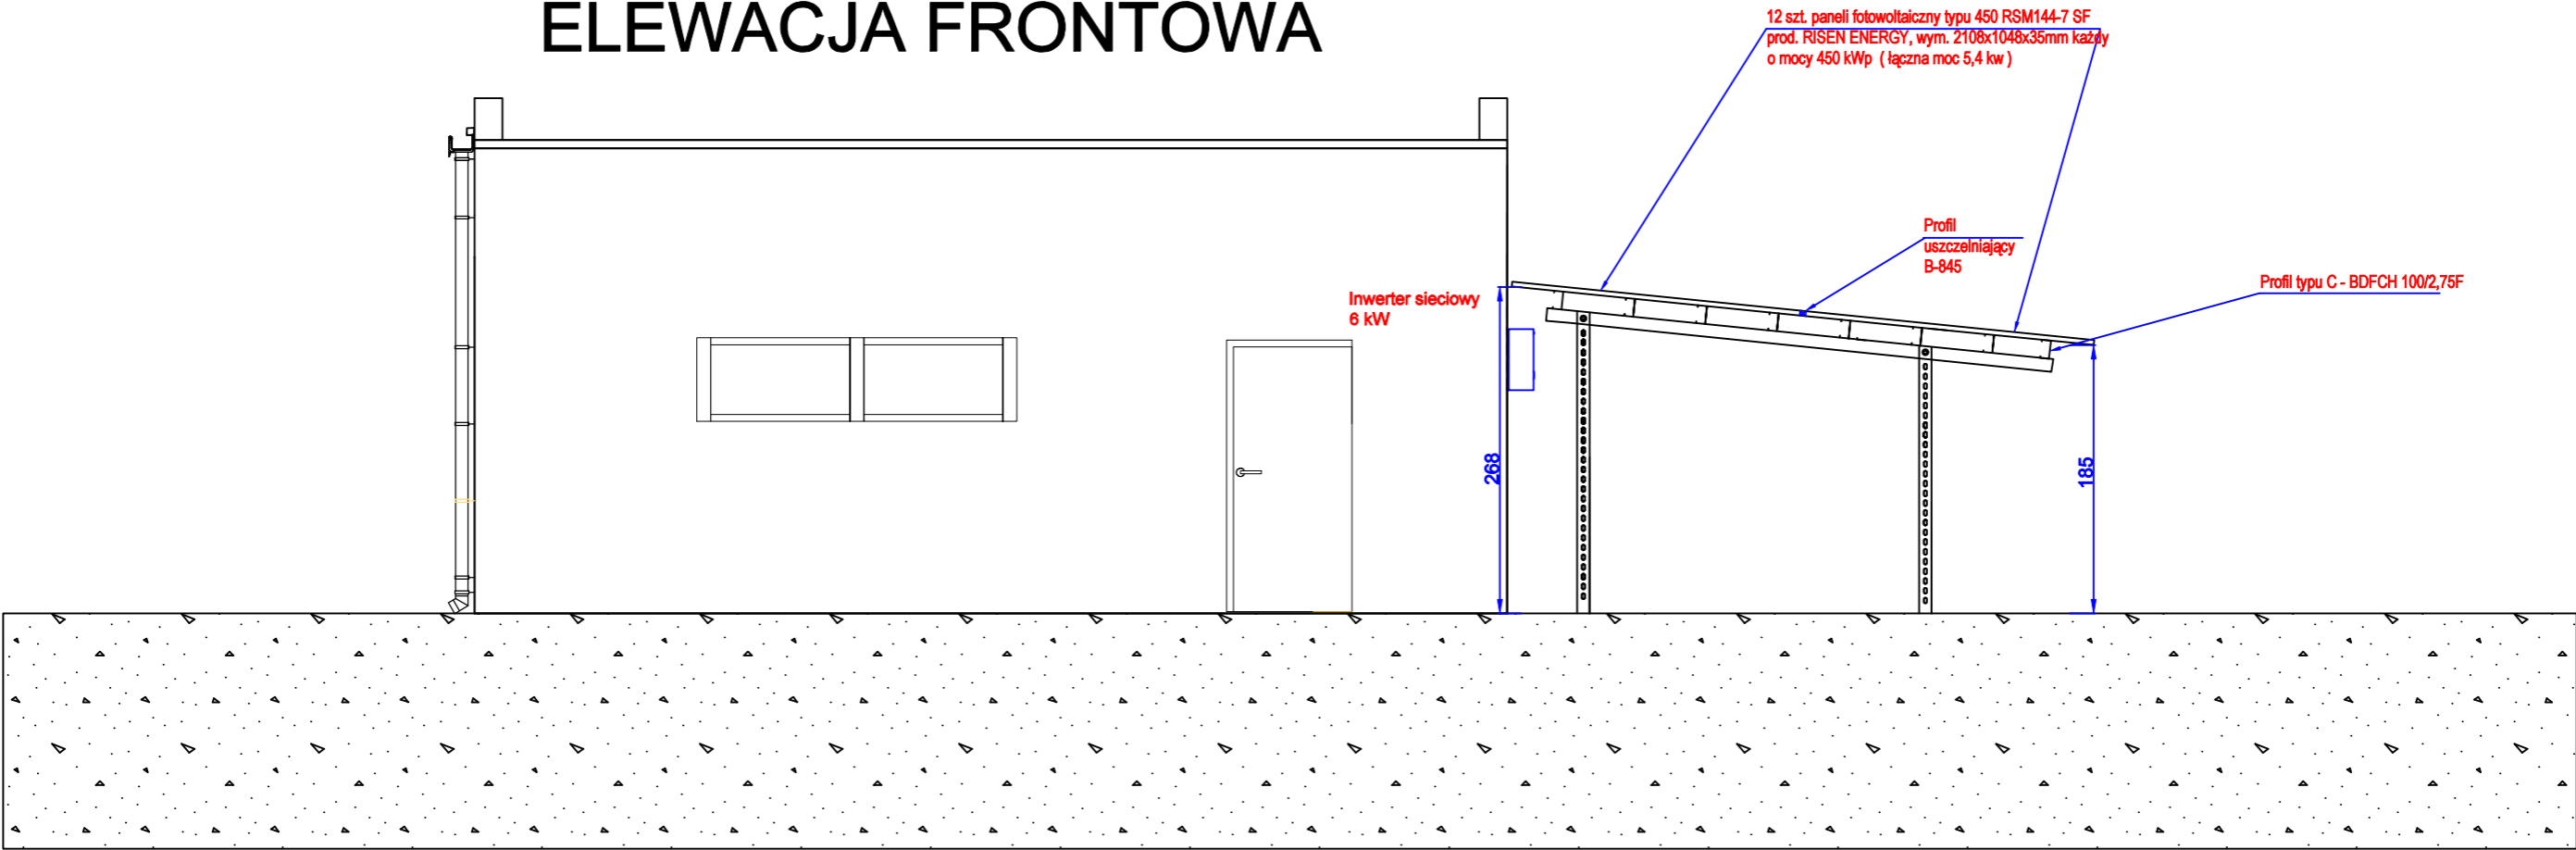 ELEWACJA FRONTOWA
12 szt. paneli fotowoltaiczny typu 450 RSM144-7 SF
prod. RISEN ENERGY, wym. 2108x1048x35mm każdy
o mocy 450 kWp ( łączna moc 5,4 kw )
Profil
uszczelniający
B-845
Profil typu C - BDFCH 100/2,75F
Inwerter sieciowy
6 kW
268
185